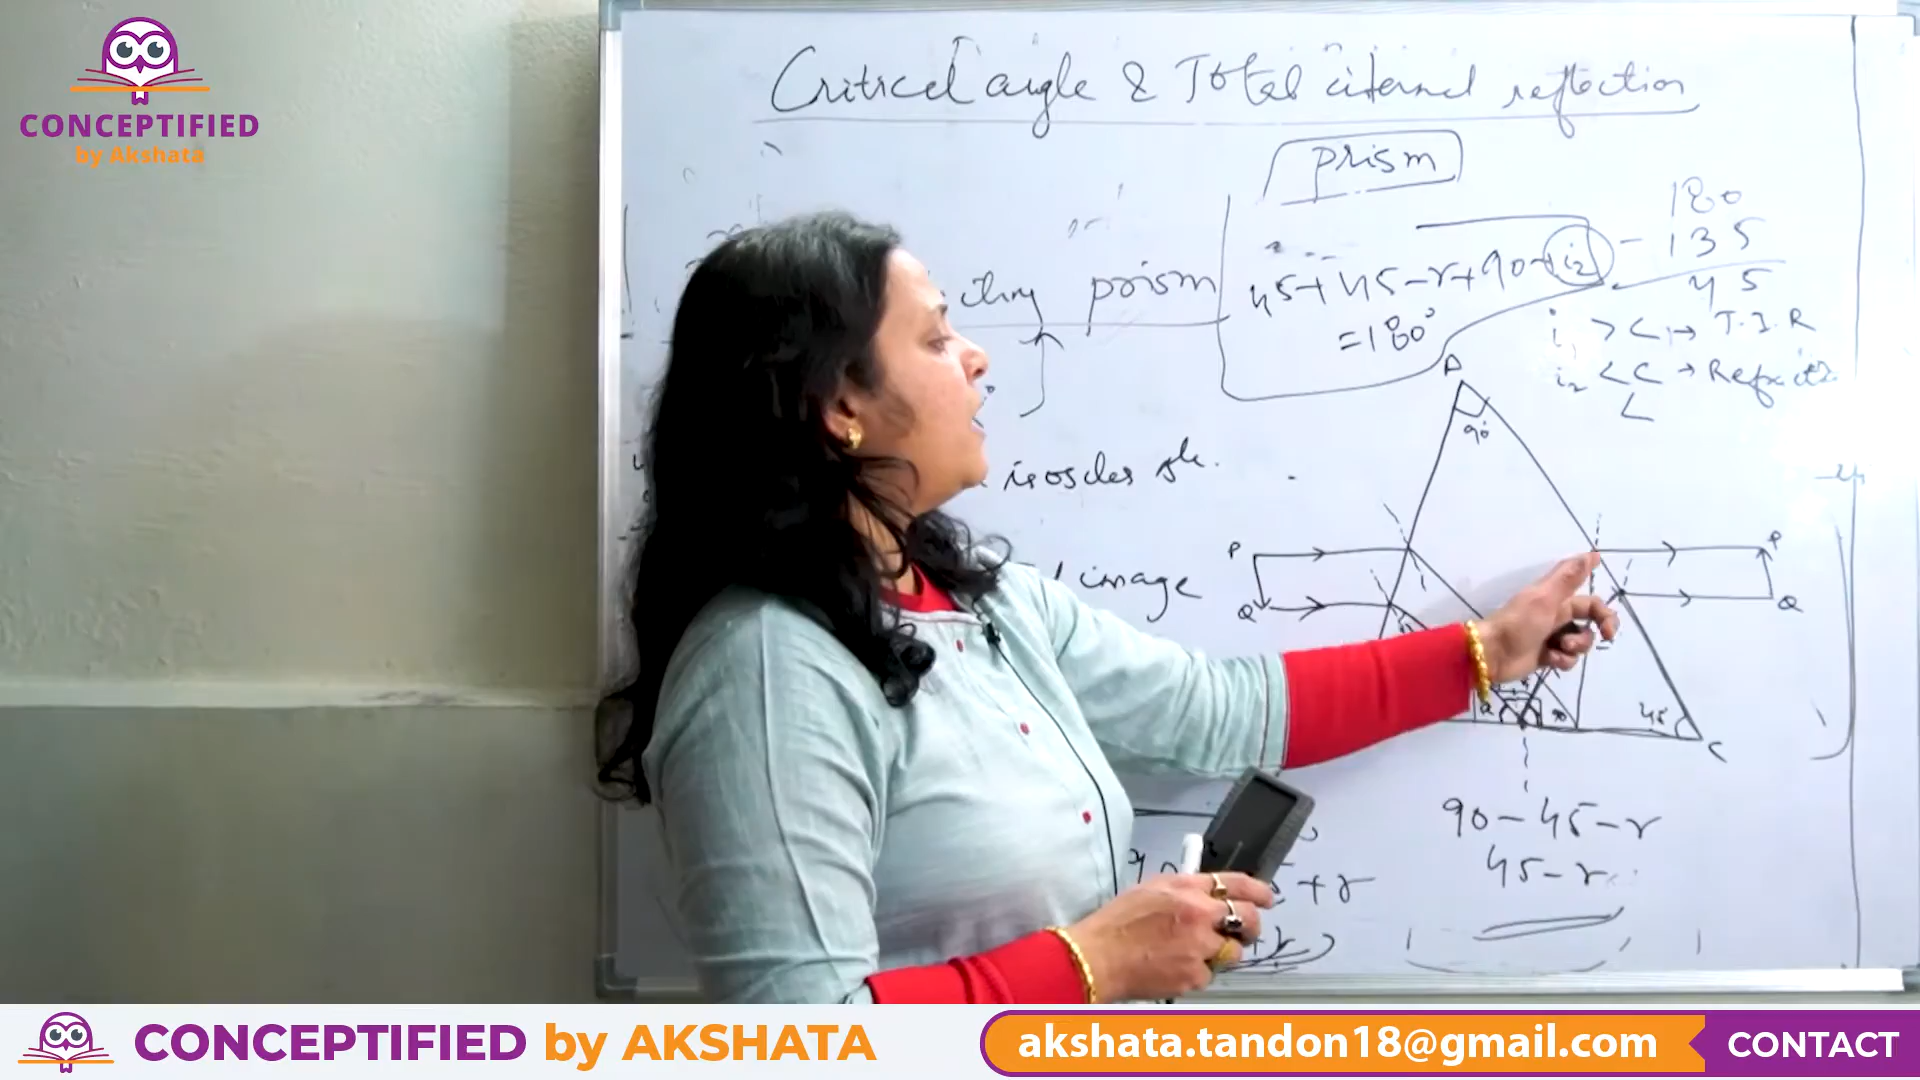 CONCEPTIFIED
by Akshata
Critical angle & Total internal reflection
prism
180
- 135
45
45+45-r+90-i2
=180°
prism
i1 > C → T.I.R
i2 < C → Refractn
A
90°
isosceles
image
P
Q
P
Q
45
C
90-45-r
45-r
+r
CONCEPTIFIED by AKSHATA
akshata.tandon18@gmail.com
CONTACT